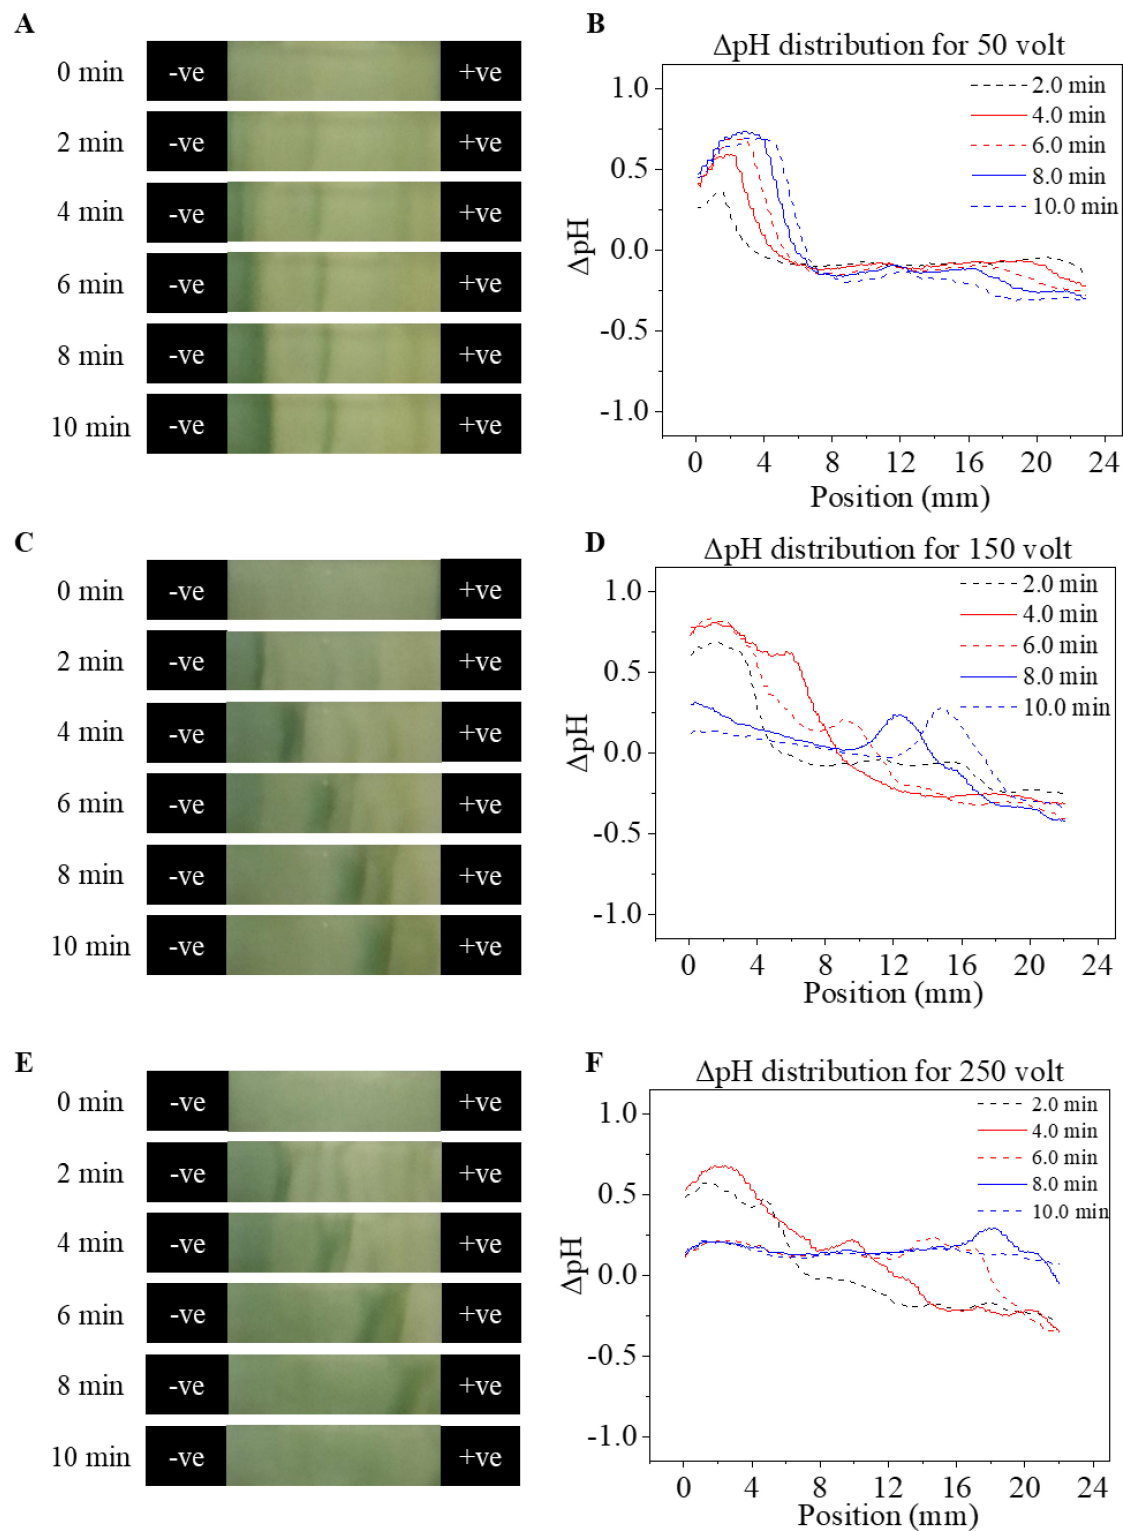 A
0 min -ve +ve
2 min -ve +ve
4 min -ve +ve
6 min -ve +ve
8 min -ve +ve
10 min -ve +ve
B
ΔpH distribution for 50 volt
2.0 min
4.0 min
6.0 min
8.0 min
10.0 min
1.0
0.5
0.0
-0.5
-1.0
ΔpH
0 4 8 12 16 20 24
Position (mm)
C
0 min -ve +ve
2 min -ve +ve
4 min -ve +ve
6 min -ve +ve
8 min -ve +ve
10 min -ve +ve
D
ΔpH distribution for 150 volt
2.0 min
4.0 min
6.0 min
8.0 min
10.0 min
1.0
0.5
0.0
-0.5
-1.0
ΔpH
0 4 8 12 16 20 24
Position (mm)
E
0 min -ve +ve
2 min -ve +ve
4 min -ve +ve
6 min -ve +ve
8 min -ve +ve
10 min -ve +ve
F
ΔpH distribution for 250 volt
2.0 min
4.0 min
6.0 min
8.0 min
10.0 min
1.0
0.5
0.0
-0.5
-1.0
ΔpH
0 4 8 12 16 20 24
Position (mm)